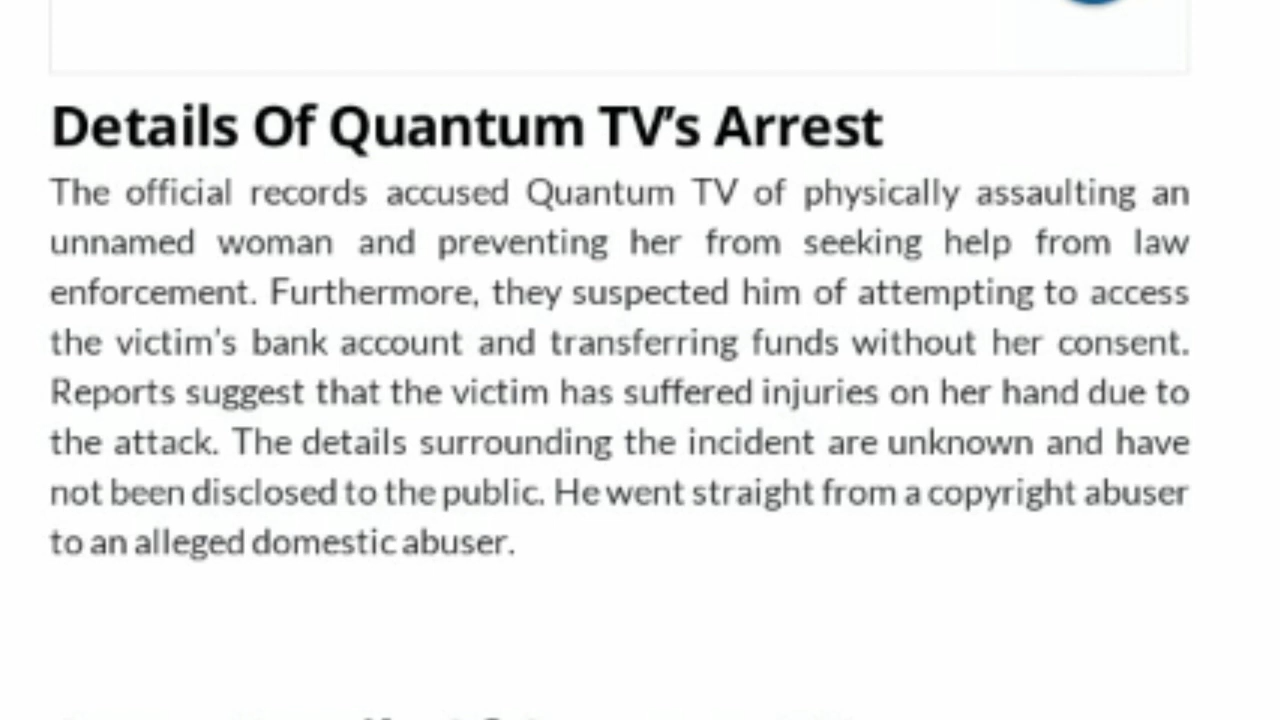 Details Of Quantum TV's Arrest
The official records accused Quantum TV of physically assaulting an
unnamed woman and preventing her from seeking help from law
enforcement. Furthermore, they suspected him of attempting to access
the victim's bank account and transferring funds without her consent.
Reports suggest that the victim has suffered injuries on her hand due to
the attack. The details surrounding the incident are unknown and have
not been disclosed to the public. He went straight from a copyright abuser
to an alleged domestic abuser.